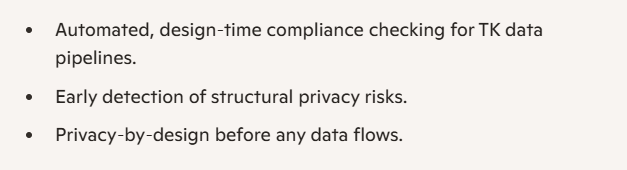 • Automated, design-time compliance checking for TK data
pipelines.
• Early detection of structural privacy risks.
• Privacy-by-design before any data flows.